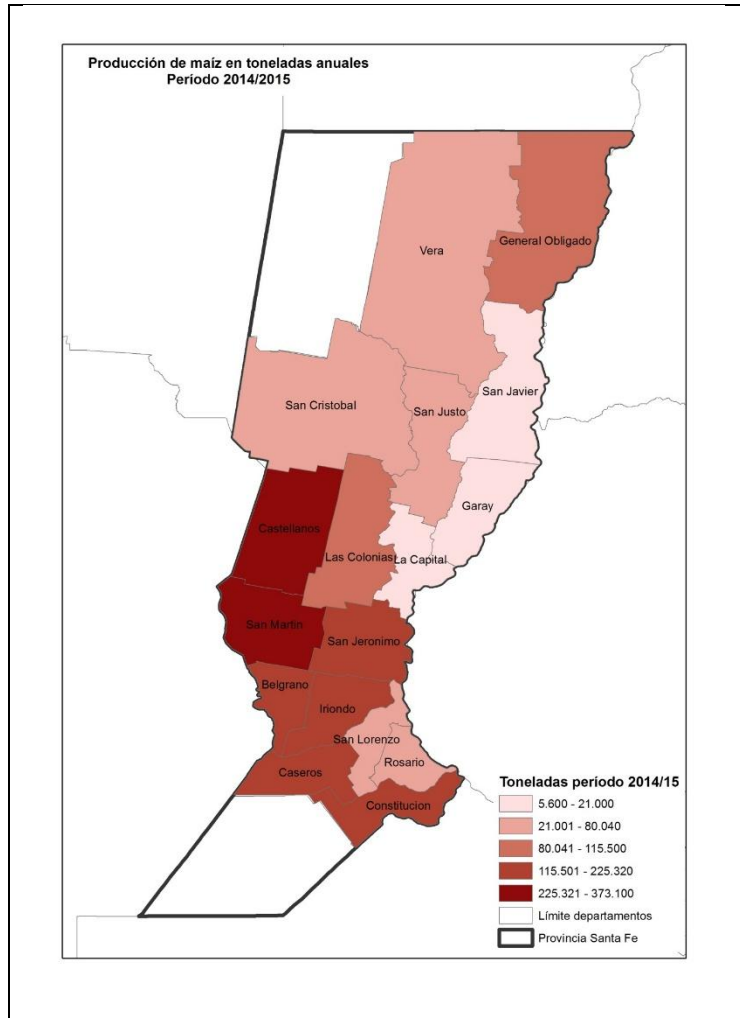 Producción de maíz en toneladas anuales
Período 2014/2015
General Obligado
Vera
San Javier
San Cristobal
San Justo
Garay
Castellanos
Las Colonias
La Capital
San Martin
San Jeronimo
Belgrano
Iriondo
San Lorenzo
Rosario
Caseros
Constitucion
Toneladas período 2014/15
5.600 - 21.000
21.001 - 80.040
80.041 - 115.500
115.501 - 225.320
225.321 - 373.100
Límite departamentos
Provincia Santa Fe